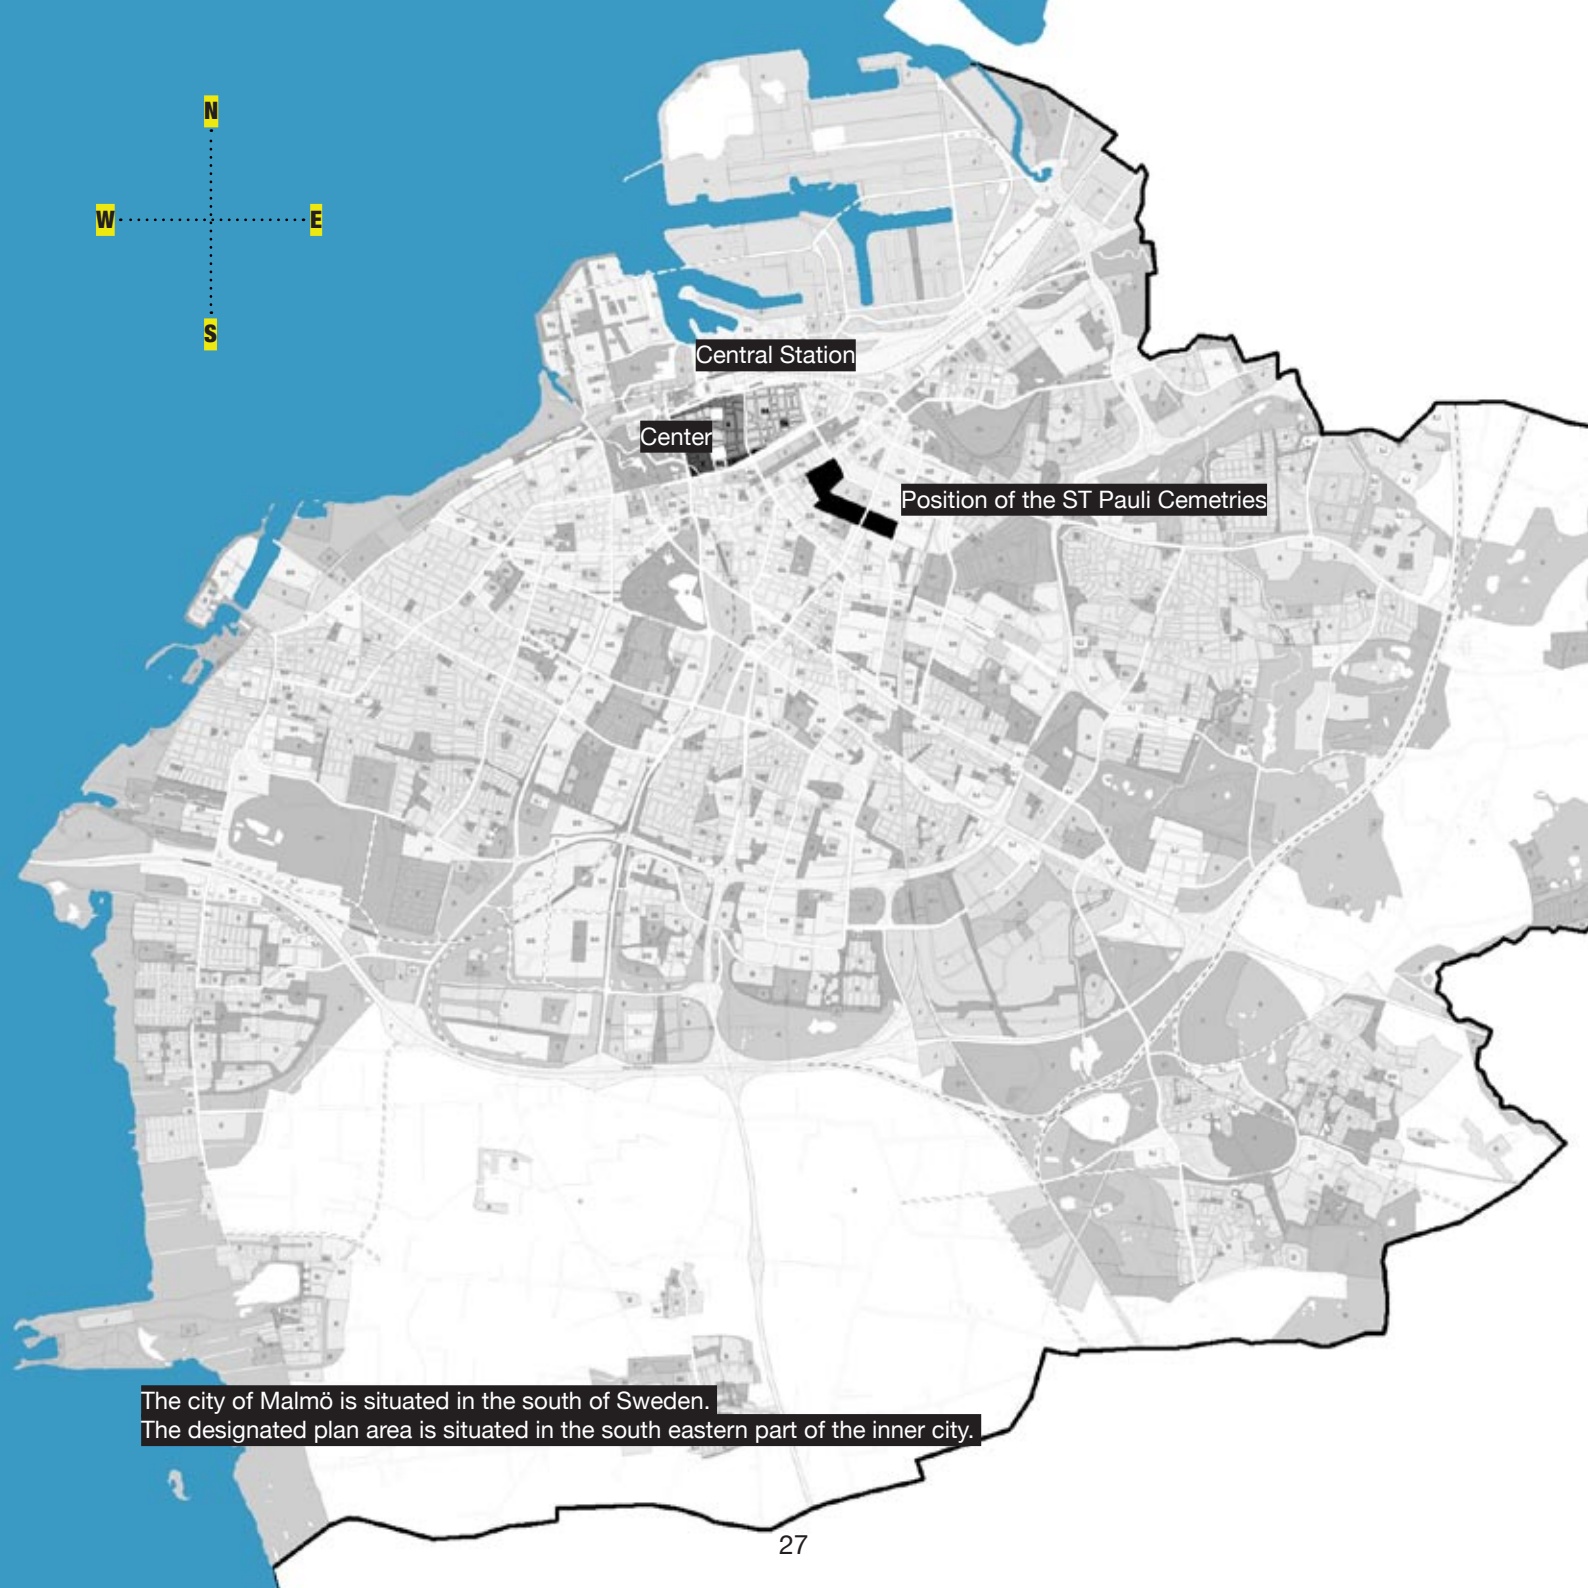 N
W
E
S
Central Station
Center
Position of the ST Pauli Cemetries
The city of Malmö is situated in the south of Sweden.
The designated plan area is situated in the south eastern part of the inner city.
27